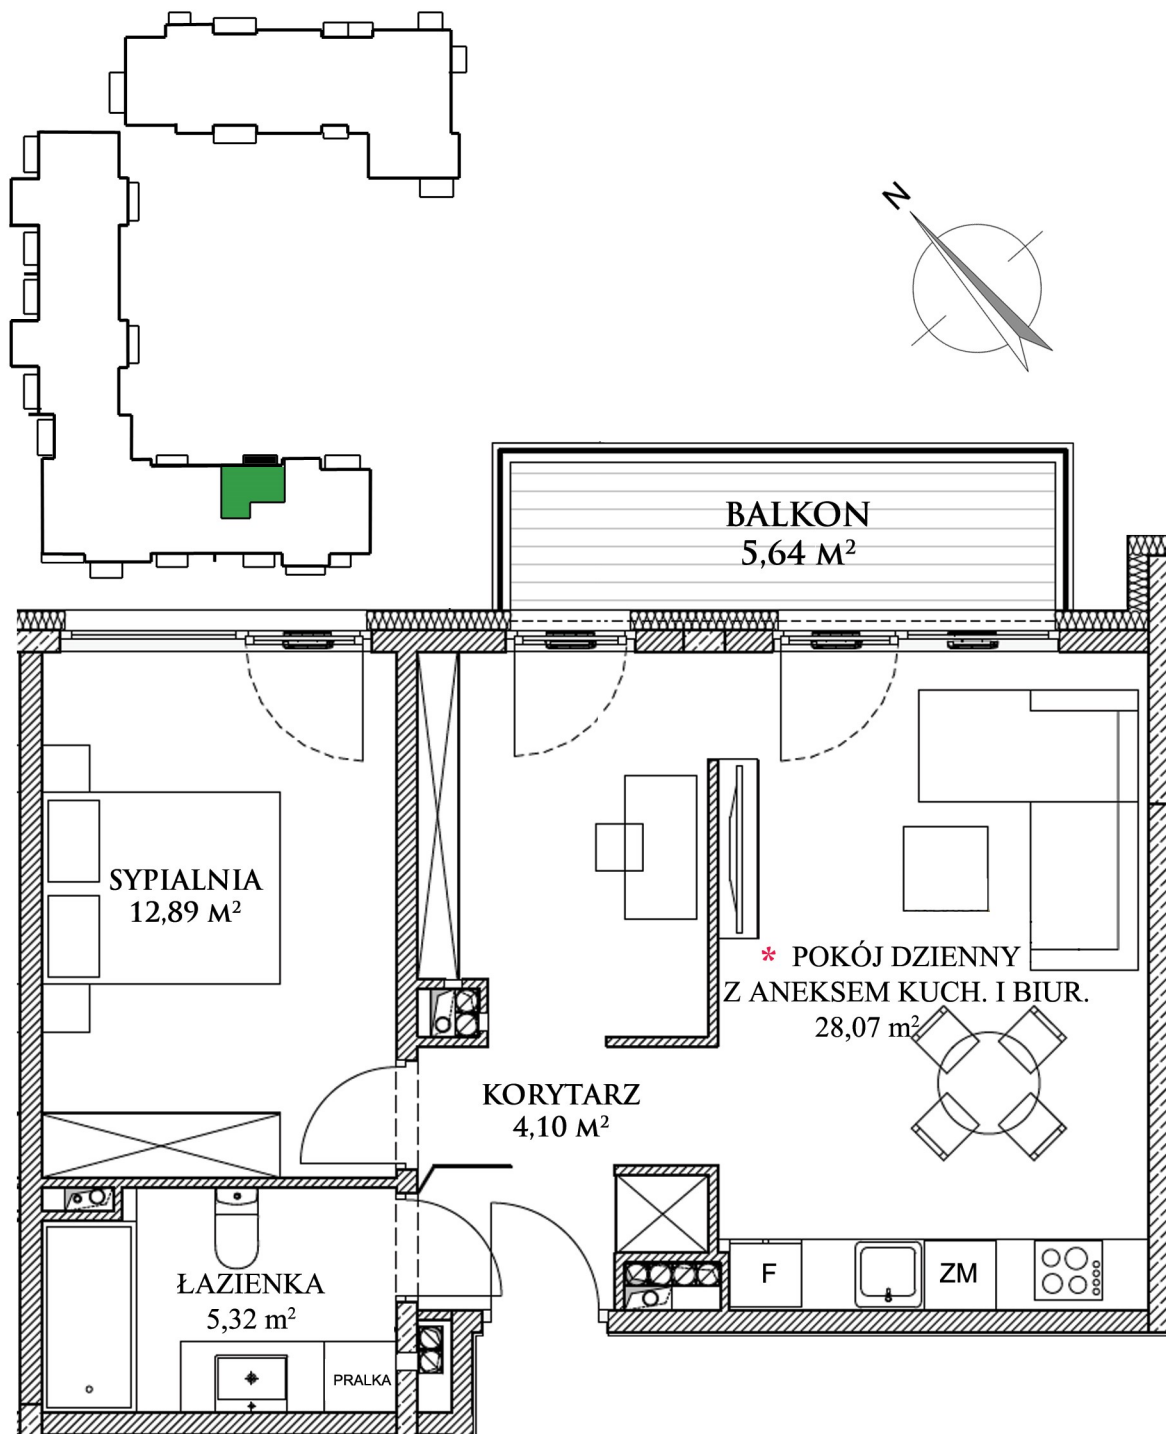 N
BALKON
5,64 M²
SYPIALNIA
12,89 M²
* POKÓJ DZIENNY
Z ANEKSEM KUCH. I BIUR.
28,07 m²
KORYTARZ
4,10 M²
ŁAZIENKA
5,32 m²
F
ZM
PRALKA